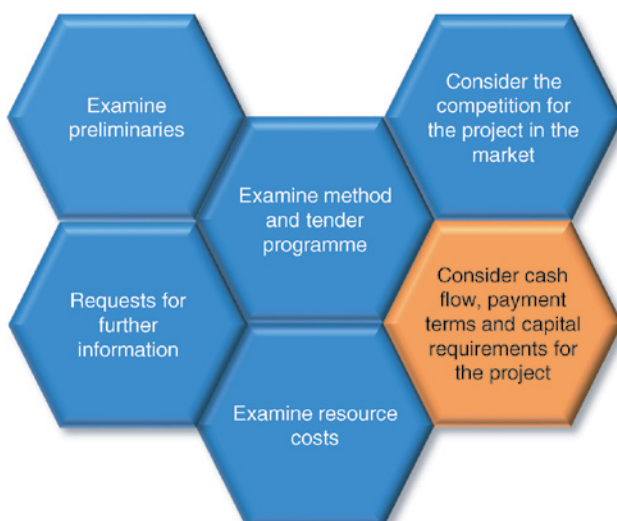 Examine
preliminaries
Consider the
competition for
the project in the
market
Examine method
and tender
programme
Requests for
further
information
Consider cash
flow, payment
terms and capital
requirements for
the project
Examine resource
costs